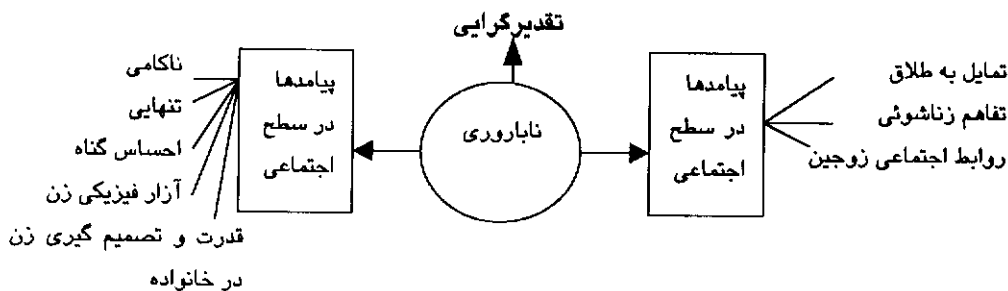 تقدیرگرایی
پیامدها
در سطح
اجتماعی
تمایل به طلاق
تفاهم زناشوئی
روابط اجتماعی زوجین
ناباروری
پیامدها
در سطح
اجتماعی
ناکامی
تنهایی
احساس گناه
آزار فیزیکی زن
قدرت و تصمیم گیری زن
در خانواده